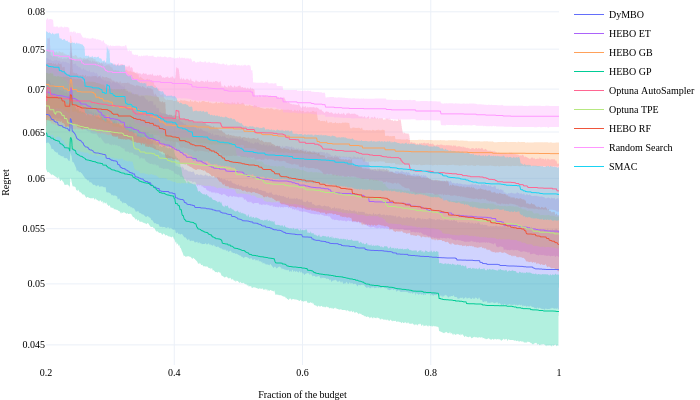 0.08
0.075
0.07
0.065
0.06
0.055
0.05
0.045
Regret
0.2 0.4 0.6 0.8 1
Fraction of the budget
DyMBO
HEBO ET
HEBO GB
HEBO GP
Optuna AutoSampler
Optuna TPE
HEBO RF
Random Search
SMAC